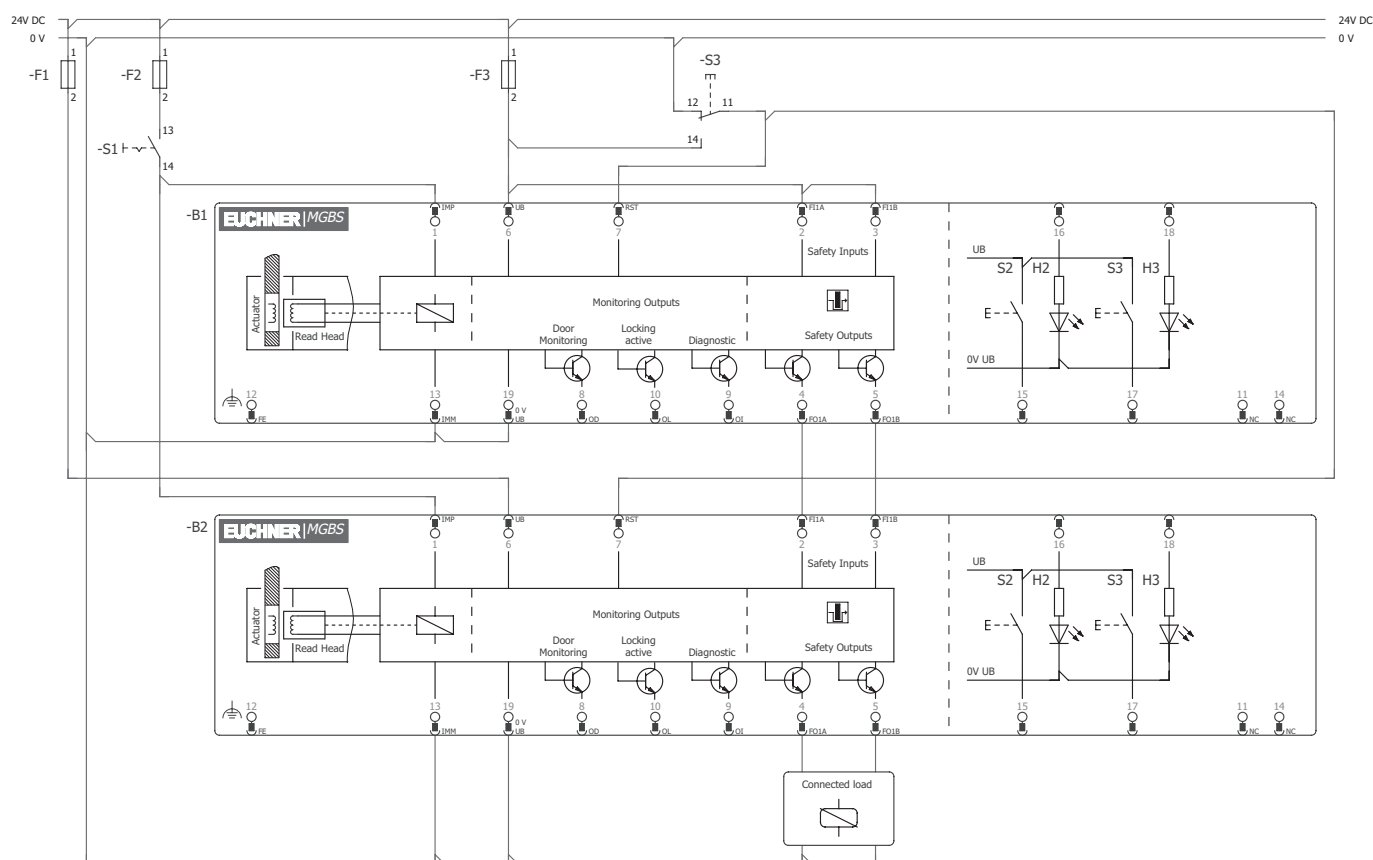 24V DC
24V DC
0 V
0 V
1
1
1
-S3
-F1
-F2
-F3
2
2
2
12
11
13
-S1
14
14
-B1
EUCHNER MGBS
IMP
UB
RST
FI1A
FI1B
1
6
7
2
3
16
18
Safety Inputs
UB
S2
H2
S3
H3
Actuator
Read Head
Monitoring Outputs
E
E
Door Monitoring
Locking active
Diagnostic
Safety Outputs
0V UB
12
13
19
8
10
9
4
5
15
17
11
14
FE
IMM
0 V
UB
OD
OL
OI
FO1A
FO1B
NC
NC
-B2
EUCHNER MGBS
IMP
UB
RST
FI1A
FI1B
1
6
7
2
3
16
18
Safety Inputs
UB
S2
H2
S3
H3
Actuator
Read Head
Monitoring Outputs
E
E
Door Monitoring
Locking active
Diagnostic
Safety Outputs
0V UB
12
13
19
8
10
9
4
5
15
17
11
14
FE
IMM
0 V
UB
OD
OL
OI
FO1A
FO1B
NC
NC
Connected load